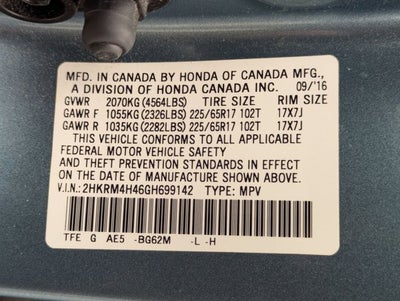 MFD. IN CANADA BY HONDA OF CANADA MFG.,
A DIVISION OF HONDA CANADA INC. 09/'16
GVWR 2070KG (4564LBS) TIRE SIZE RIM SIZE
GAWR F 1055KG (2326LBS) 225/65R17 102T 17X7J
GAWR R 1035KG (2282LBS) 225/65R17 102T 17X7J
THIS VEHICLE CONFORMS TO ALL APPLICABLE
FEDERAL MOTOR VEHICLE SAFETY
AND THEFT PREVENTION STANDARDS IN EFFECT
ON THE DATE OF MANUFACTURE SHOWN ABOVE.
V.I.N.: 2HKRM4H46GH699142 TYPE: MPV
TFE G AE5 -BG62M -L -H